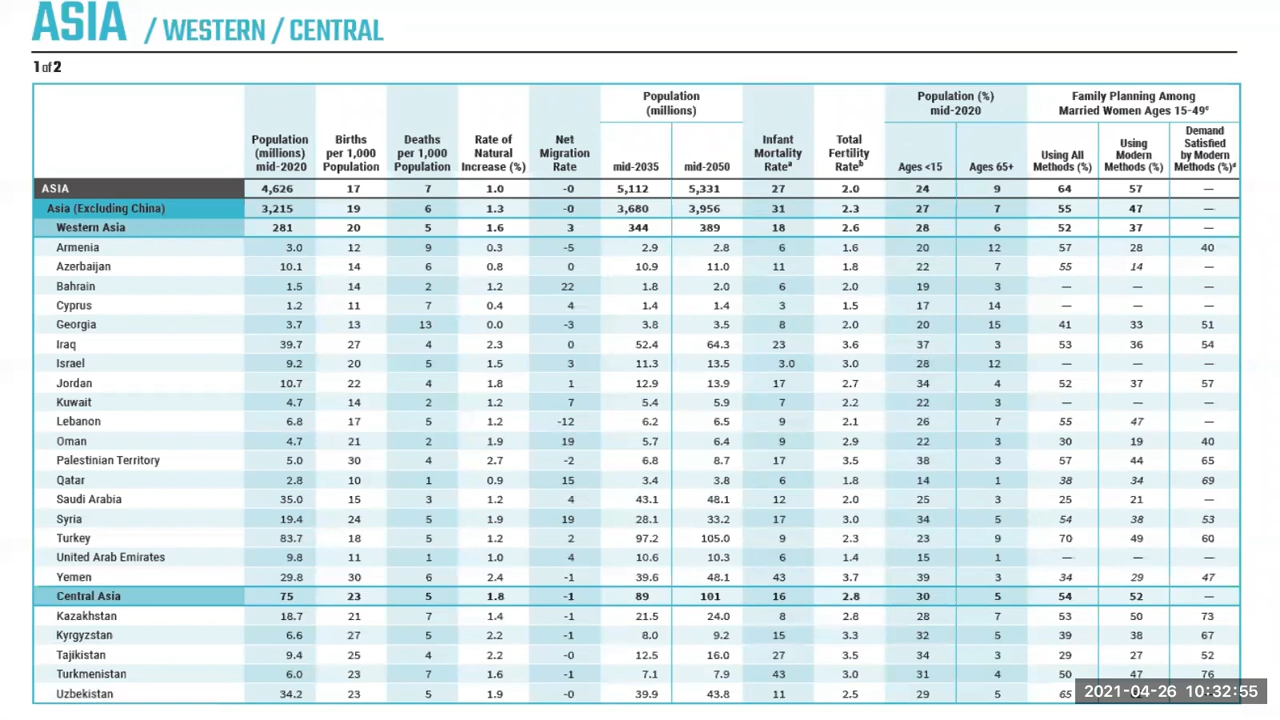 ASIA / WESTERN / CENTRAL
1 of 2
Population (millions) Population (%) mid-2020 Family Planning Among Married Women Ages 15-49ᶜ
Population (millions) mid-2020 Births per 1,000 Population Deaths per 1,000 Population Rate of Natural Increase (%) Net Migration Rate mid-2035 mid-2050 Infant Mortality Rateᵃ Total Fertility Rateᵇ Ages <15 Ages 65+ Using All Methods (%) Using Modern Methods (%) Demand Satisfied by Modern Methods (%)ᵈ
ASIA 4,626 17 7 1.0 -0 5,112 5,331 27 2.0 24 9 64 57 —
Asia (Excluding China) 3,215 19 6 1.3 -0 3,680 3,956 31 2.3 27 7 55 47 —
Western Asia 281 20 5 1.6 3 344 389 18 2.6 28 6 52 37 —
Armenia 3.0 12 9 0.3 -5 2.9 2.8 6 1.6 20 12 57 28 40
Azerbaijan 10.1 14 6 0.8 0 10.9 11.0 11 1.8 22 7 55 14 —
Bahrain 1.5 14 2 1.2 22 1.8 2.0 6 2.0 19 3 — — —
Cyprus 1.2 11 7 0.4 4 1.4 1.4 3 1.5 17 14 — — —
Georgia 3.7 13 13 0.0 -3 3.8 3.5 8 2.0 20 15 41 33 51
Iraq 39.7 27 4 2.3 0 52.4 64.3 23 3.6 37 3 53 36 54
Israel 9.2 20 5 1.5 3 11.3 13.5 3.0 3.0 28 12 — — —
Jordan 10.7 22 4 1.8 1 12.9 13.9 17 2.7 34 4 52 37 57
Kuwait 4.7 14 2 1.2 7 5.4 5.9 7 2.2 22 3 — — —
Lebanon 6.8 17 5 1.2 -12 6.2 6.5 6 2.1 26 7 55 47 —
Oman 4.7 21 2 1.9 19 5.7 6.4 9 2.9 22 3 30 19 40
Palestinian Territory 5.0 30 4 2.7 -2 6.8 8.7 17 3.5 38 3 57 44 65
Qatar 2.8 10 1 0.9 15 3.4 3.8 6 1.8 14 1 38 34 69
Saudi Arabia 35.0 15 3 1.2 4 43.1 48.1 12 2.0 25 3 25 21 —
Syria 19.4 24 5 1.9 19 28.1 33.2 17 3.0 34 5 54 38 53
Turkey 83.7 18 5 1.2 2 97.2 105.0 9 2.3 23 9 70 49 60
United Arab Emirates 9.8 11 1 1.0 4 10.6 10.3 6 1.4 15 1 — — —
Yemen 29.8 30 6 2.4 -1 39.6 48.1 43 3.7 39 3 34 29 47
Central Asia 75 23 5 1.8 -1 89 101 16 2.8 30 5 54 52 —
Kazakhstan 18.7 21 7 1.4 -1 21.5 24.0 8 2.8 28 7 53 50 73
Kyrgyzstan 6.6 27 5 2.2 -1 8.0 9.2 15 3.3 32 5 39 38 67
Tajikistan 9.4 25 4 2.2 -0 12.5 16.0 27 3.5 34 3 29 27 52
Turkmenistan 6.0 23 7 1.6 -1 7.1 7.9 43 3.0 31 4 50 47 76
Uzbekistan 34.2 23 5 1.9 -0 39.9 43.8 11 2.5 29 5 65
2021-04-26 10:32:55